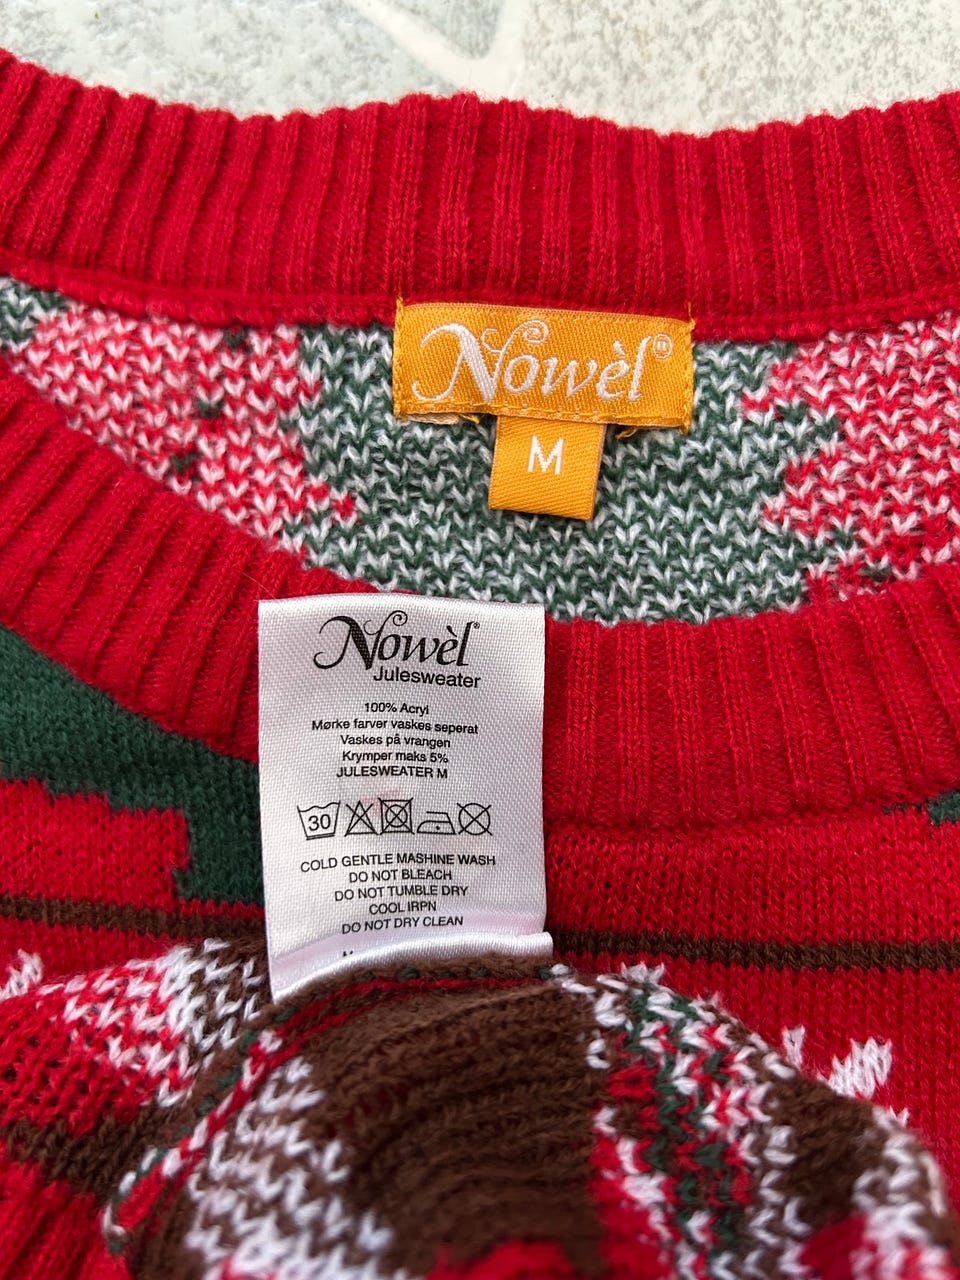 Nowèl®
M
Nowèl®
Julesweater
100% Acryl
Mørke farver vaskes seperat
Vaskes på vrangen
Krymper maks 5%
JULESWEATER M
30
COLD GENTLE MASHINE WASH
DO NOT BLEACH
DO NOT TUMBLE DRY
COOL IRPN
DO NOT DRY CLEAN